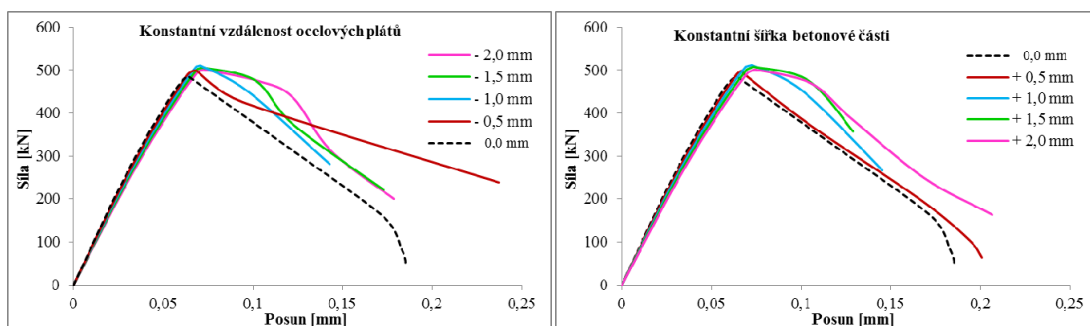 Konstantní vzdálenost ocelových plátů
600
500
400
300
200
100
0
Síla [kN]
- 2,0 mm
- 1,5 mm
- 1,0 mm
- 0,5 mm
0,0 mm
0
0,05
0,1
0,15
0,2
0,25
Posun [mm]
Konstantní šířka betonové části
600
500
400
300
200
100
0
Síla [kN]
0,0 mm
+ 0,5 mm
+ 1,0 mm
+ 1,5 mm
+ 2,0 mm
0
0,05
0,1
0,15
0,2
0,25
Posun [mm]